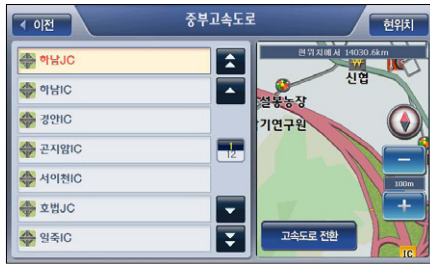 이전
중부고속도로
현위치
하남JC
하남IC
경안IC
곤지암IC
서이천IC
호법JC
일죽IC
1
12
현위치에서 14030.6km
신협
설봉농장
기연구원
100m
고속도로 전환
IC